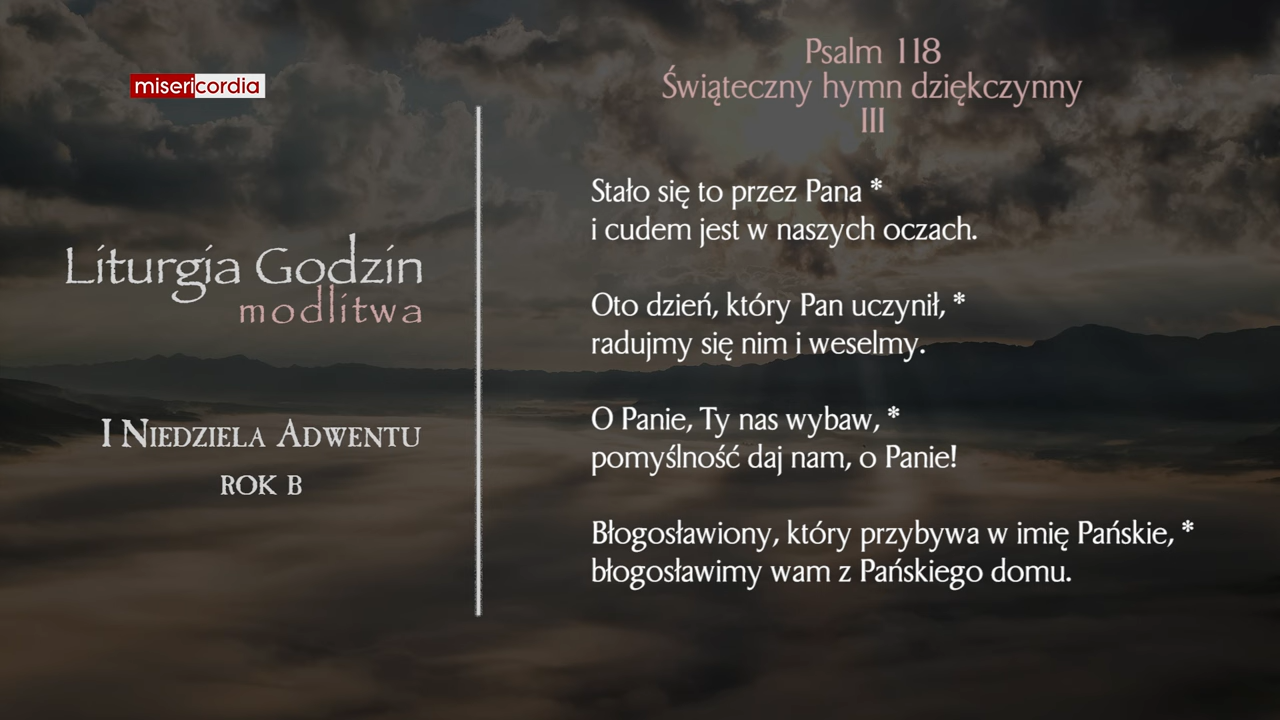 misericordia
Liturgia Godzin
modlitwa
I Niedziela Adwentu
rok B
Psalm 118
Świąteczny hymn dziękczynny
III
Stało się to przez Pana *
i cudem jest w naszych oczach.
Oto dzień, który Pan uczynił, *
radujmy się nim i weselmy.
O Panie, Ty nas wybaw, *
pomyślność daj nam, o Panie!
Błogosławiony, który przybywa w imię Pańskie, *
błogosławimy wam z Pańskiego domu.